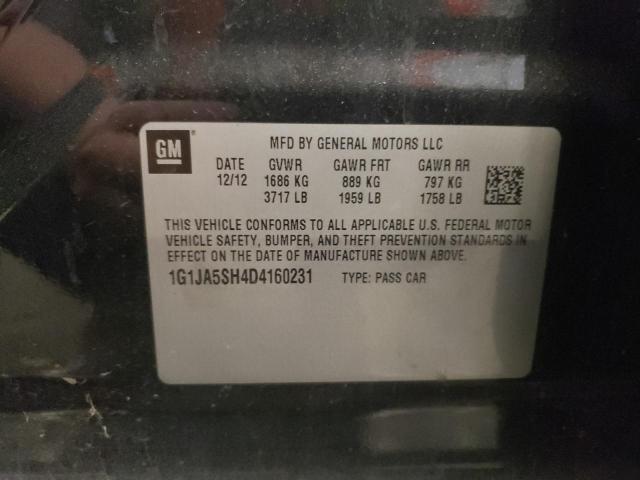 GM ® MFD BY GENERAL MOTORS LLC
DATE GVWR GAWR FRT GAWR RR
12/12 1686 KG 889 KG 797 KG
3717 LB 1959 LB 1758 LB
THIS VEHICLE CONFORMS TO ALL APPLICABLE U.S. FEDERAL MOTOR
VEHICLE SAFETY, BUMPER, AND THEFT PREVENTION STANDARDS IN
EFFECT ON THE DATE OF MANUFACTURE SHOWN ABOVE.
1G1JA5SH4D4160231 TYPE: PASS CAR